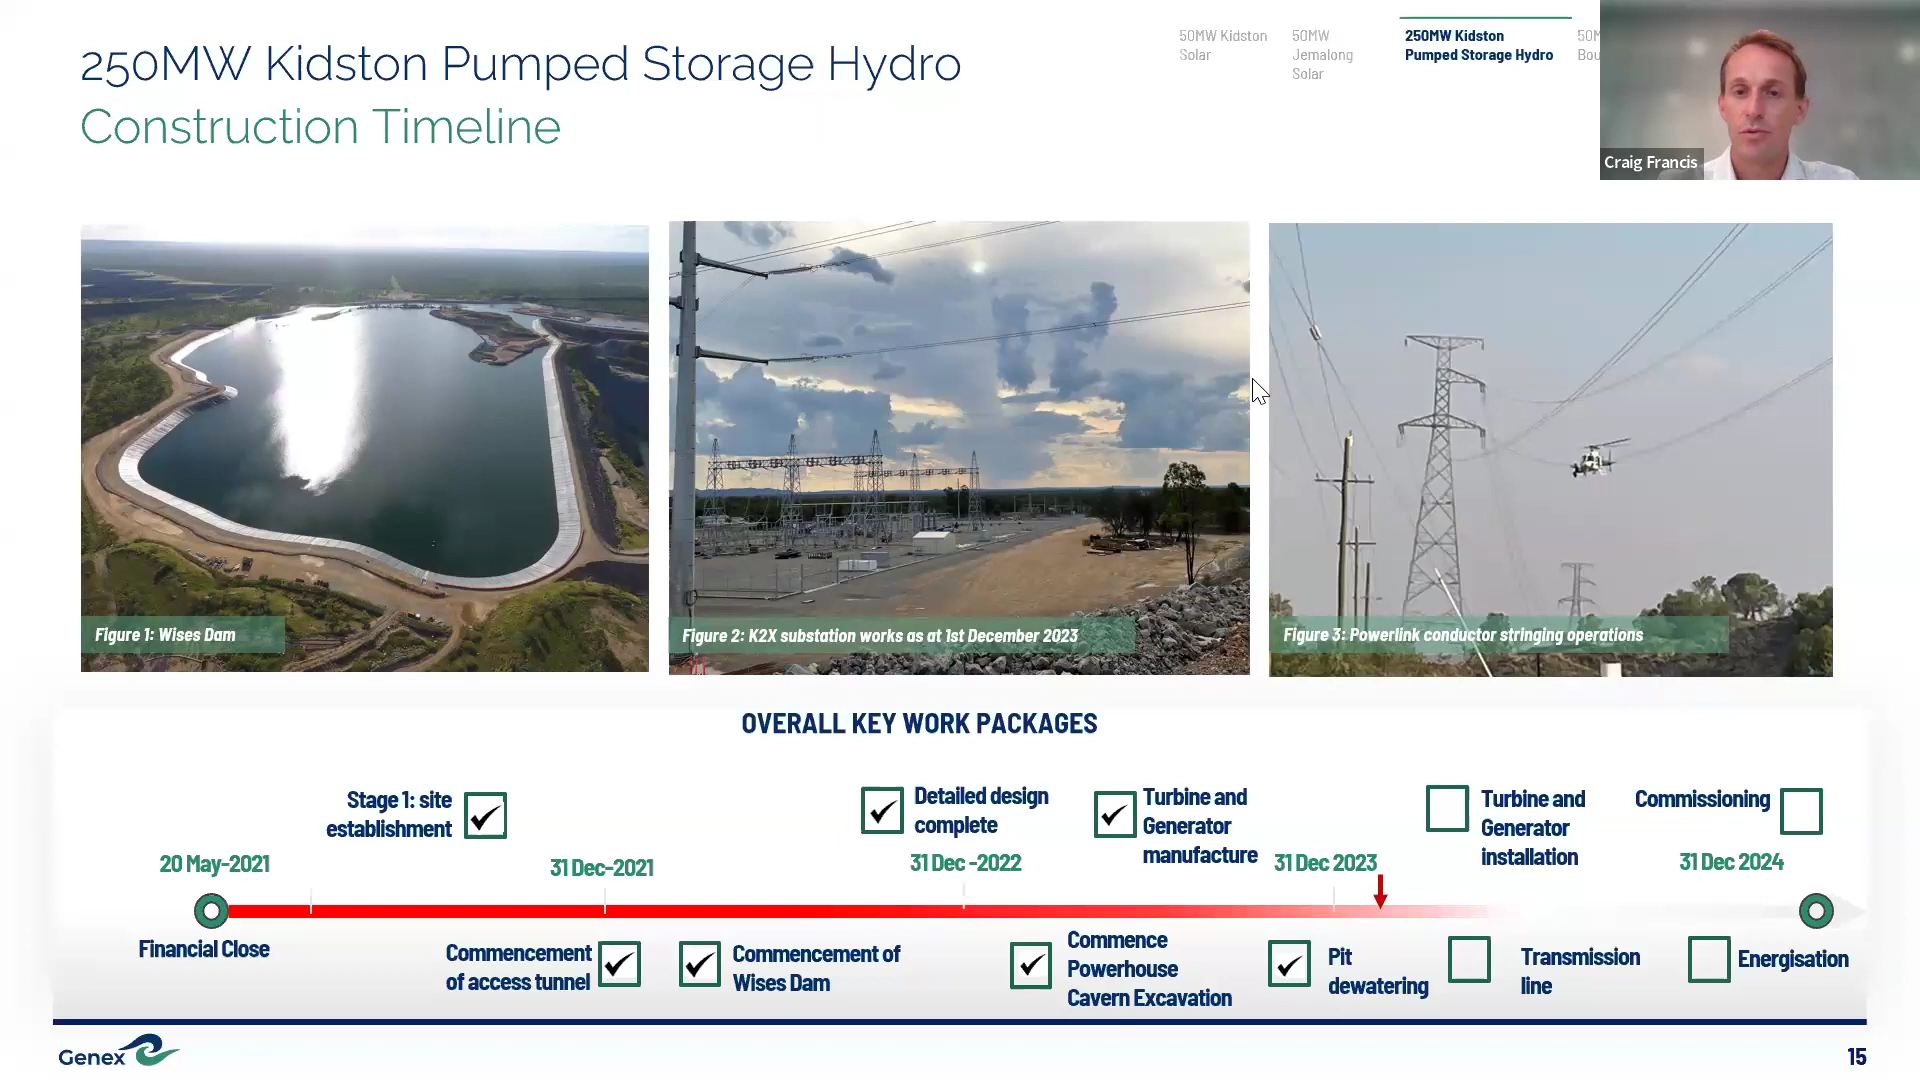 250MW Kidston Pumped Storage Hydro
Construction Timeline
50MW Kidston
Solar
50MW
Jemalong
Solar
250MW Kidston
Pumped Storage Hydro
Craig Francis
Figure 1: Wises Dam
Figure 2: K2X substation works as at 1st December 2023
Figure 3: Powerlink conductor stringing operations
OVERALL KEY WORK PACKAGES
Stage 1: site
establishment
Detailed design
complete
Turbine and
Generator
manufacture
Turbine and
Generator
installation
Commissioning
20 May-2021
31 Dec-2021
31 Dec -2022
31 Dec 2023
31 Dec 2024
Financial Close
Commencement
of access tunnel
Commencement of
Wises Dam
Commence
Powerhouse
Cavern Excavation
Pit
dewatering
Transmission
line
Energisation
Genex
15